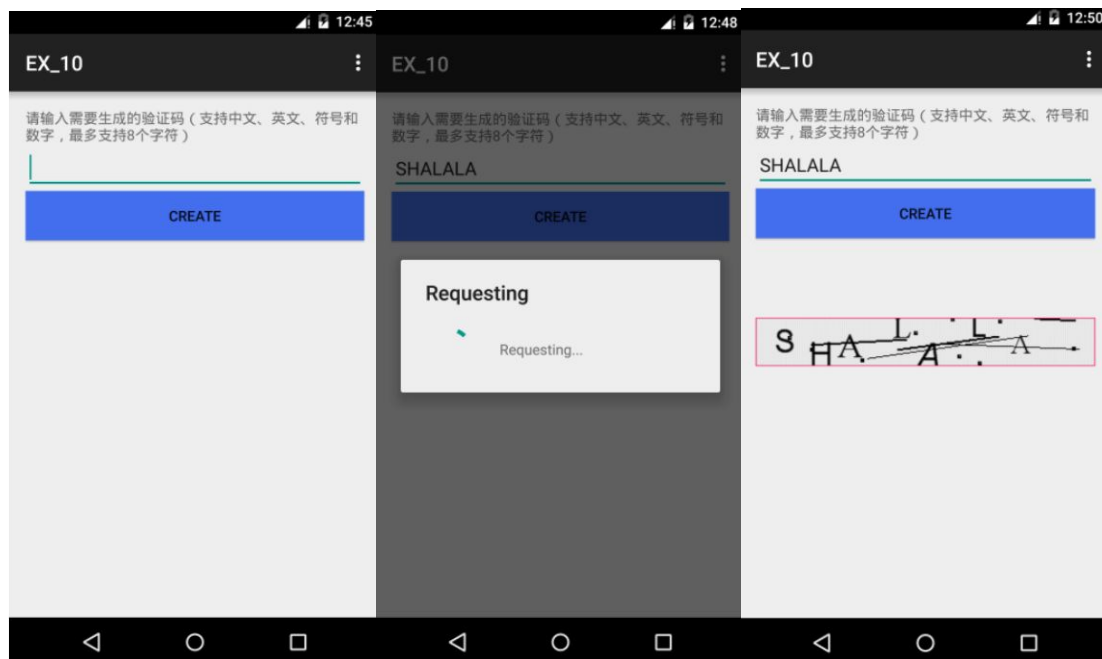 12:45
EX_10
请输入需要生成的验证码(支持中文、英文、符号和
数字,最多支持8个字符)
CREATE
12:48
EX_10
请输入需要生成的验证码(支持中文、英文、符号和
数字,最多支持8个字符)
SHALALA
CREATE
Requesting
Requesting...
12:50
EX_10
请输入需要生成的验证码(支持中文、英文、符号和
数字,最多支持8个字符)
SHALALA
CREATE
SHALALA